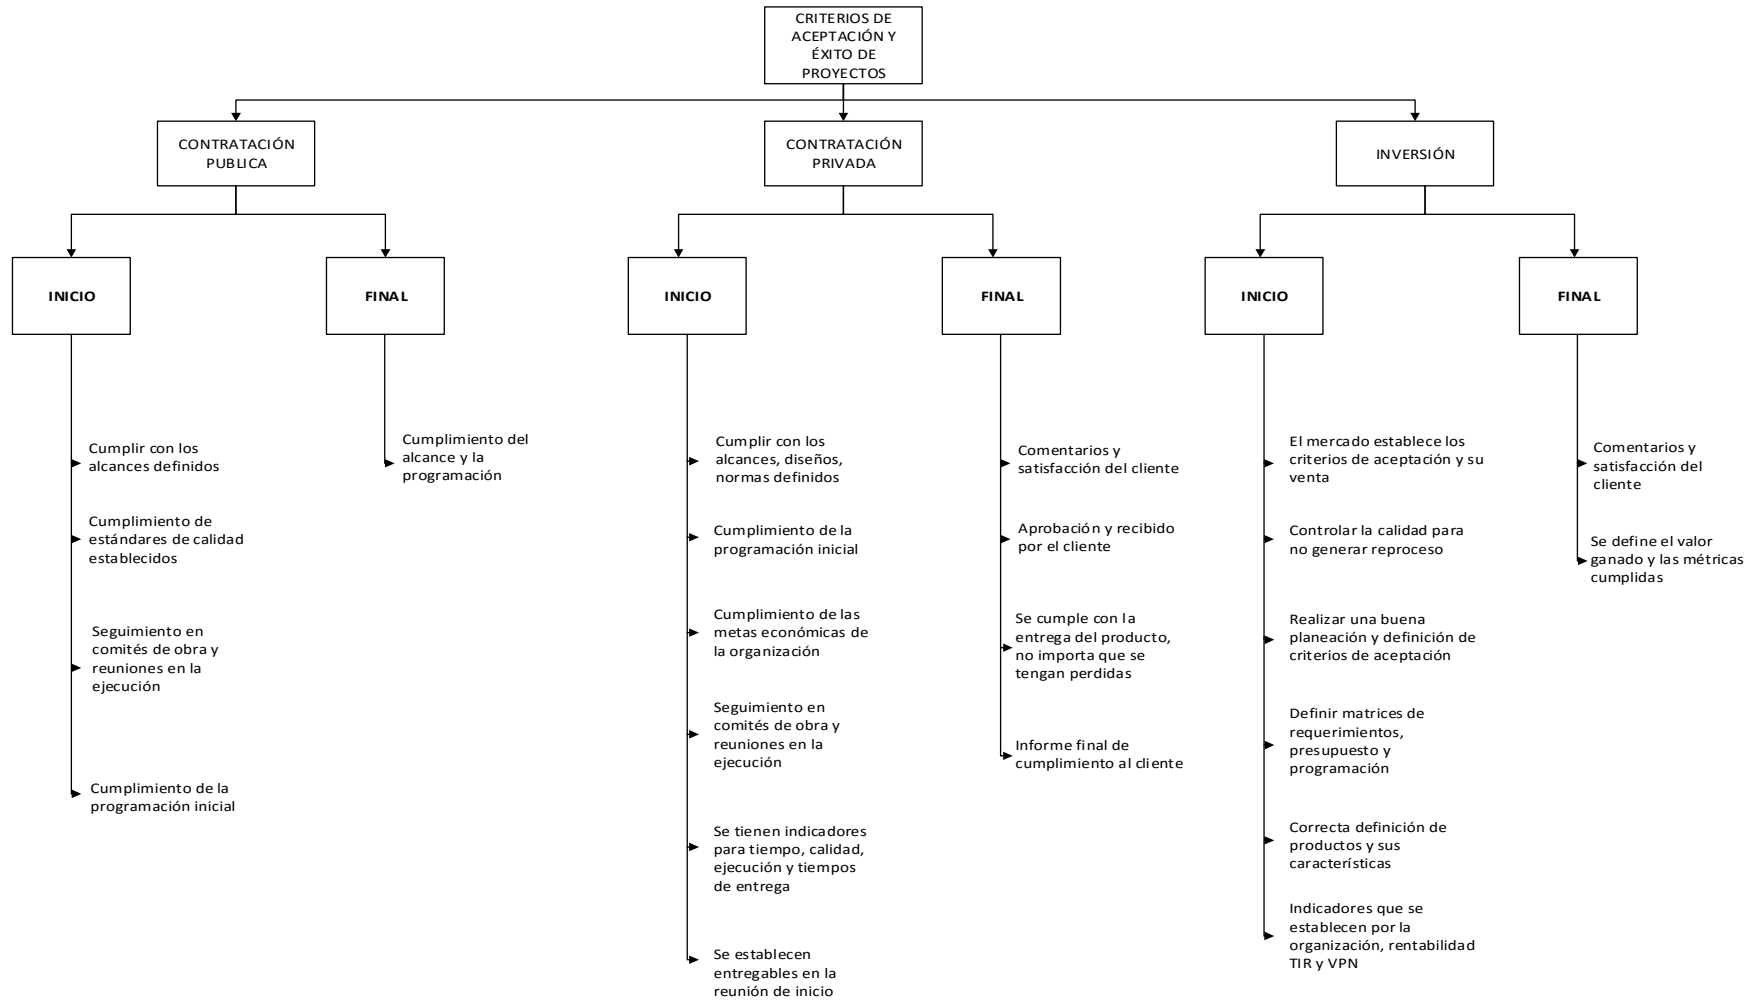 CRITERIOS DE
ACEPTACIÓN Y
ÉXITO DE
PROYECTOS
CONTRATACIÓN
PUBLICA
CONTRATACIÓN
PRIVADA
INVERSIÓN
INICIO
FINAL
INICIO
FINAL
INICIO
FINAL
Cumplir con los
alcances definidos
Cumplimiento de
estándares de calidad
establecidos
Seguimiento en
comités de obra y
reuniones en la
ejecución
Cumplimiento de la
programación inicial
Cumplimiento del
alcance y la
programación
Cumplir con los
alcances, diseños,
normas definidos
Cumplimiento de la
programación inicial
Cumplimiento de las
metas económicas de
la organización
Seguimiento en
comités de obra y
reuniones en la
ejecución
Se tienen indicadores
para tiempo, calidad,
ejecución y tiempos
de entrega
Se establecen
entregables en la
reunión de inicio
Comentarios y
satisfacción del cliente
Aprobación y recibido
por el cliente
Se cumple con la
entrega del producto,
no importa que se
tengan perdidas
Informe final de
cumplimiento al cliente
El mercado establece los
criterios de aceptación y su
venta
Controlar la calidad para
no generar reproceso
Realizar una buena
planeación y definición de
criterios de aceptación
Definir matrices de
requerimientos,
presupuesto y
programación
Correcta definición de
productos y sus
características
Indicadores que se
establecen por la
organización, rentabilidad
TIR y VPN
Comentarios y
satisfacción del
cliente
Se define el valor
ganado y las métricas
cumplidas